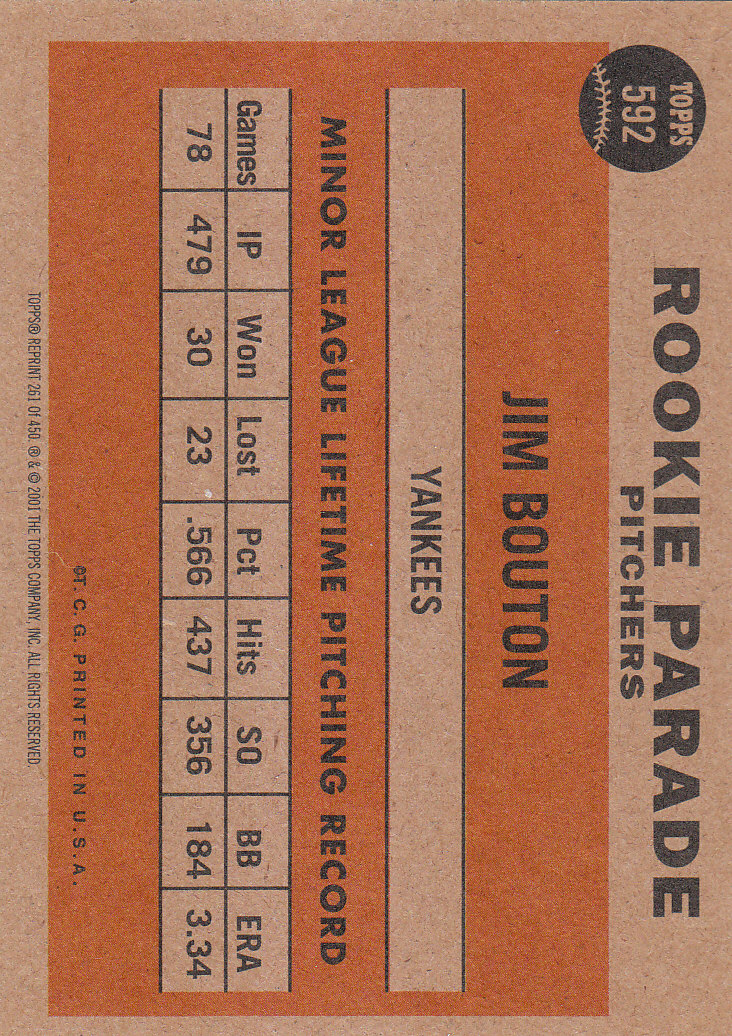 TOPPS
592
ROOKIE PARADE
PITCHERS
JIM BOUTON
YANKEES
MINOR LEAGUE LIFETIME PITCHING RECORD
Games IP Won Lost Pct Hits SO BB ERA
78 479 30 23 .566 437 356 184 3.34
©T. C. G. PRINTED IN U.S.A.
TOPPS® REPRINT 261 Of 450. ® & © 2001 THE TOPPS COMPANY, INC. ALL RIGHTS RESERVED.